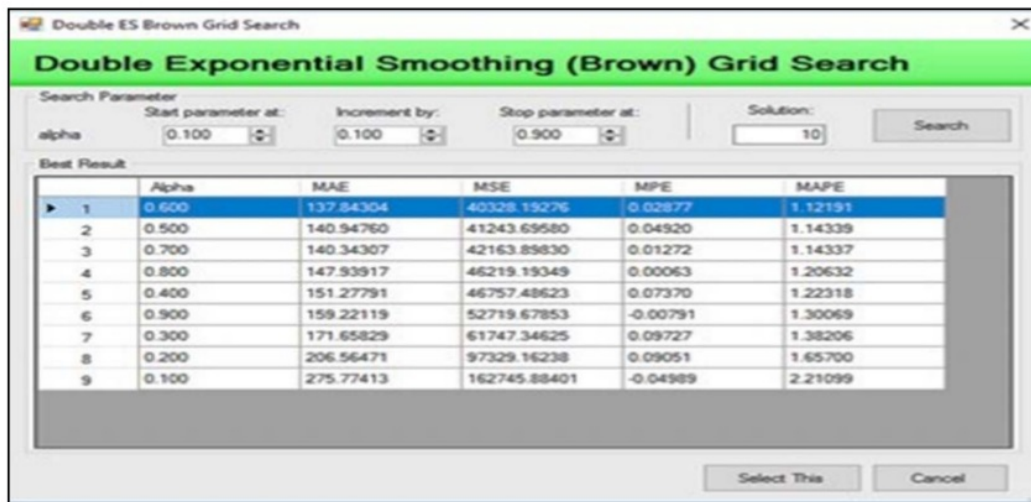 Double ES Brown Grid Search
Double Exponential Smoothing (Brown) Grid Search
Search Parameter
Start parameter at: Increment by: Stop parameter at: Solution:
alpha 0.100 0.100 0.900 10 Search
Best Result
Alpha MAE MSE MPE MAPE
1 0.600 137.84304 40328.19276 0.02877 1.12191
2 0.500 140.94760 41243.69580 0.04920 1.14339
3 0.700 140.34307 42163.89830 0.01272 1.14337
4 0.800 147.93917 46219.19349 0.00063 1.20632
5 0.400 151.27791 46757.48623 0.07370 1.22318
6 0.900 159.22119 52719.67853 -0.00791 1.30069
7 0.300 171.65829 61747.34625 0.09727 1.38206
8 0.200 206.56471 97329.16238 0.09051 1.65700
9 0.100 275.77413 162745.88401 -0.04989 2.21099
Select This Cancel